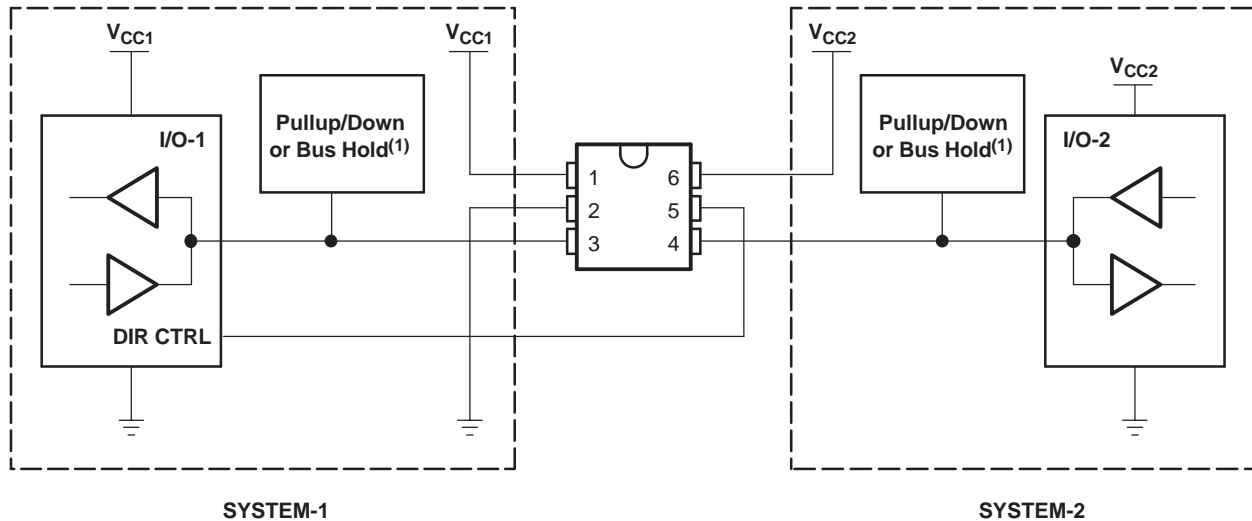 VCC1
VCC1
VCC2
VCC2
I/O-1
Pullup/Down
or Bus Hold(1)
Pullup/Down
or Bus Hold(1)
I/O-2
1
6
2
5
3
4
DIR CTRL
SYSTEM-1
SYSTEM-2